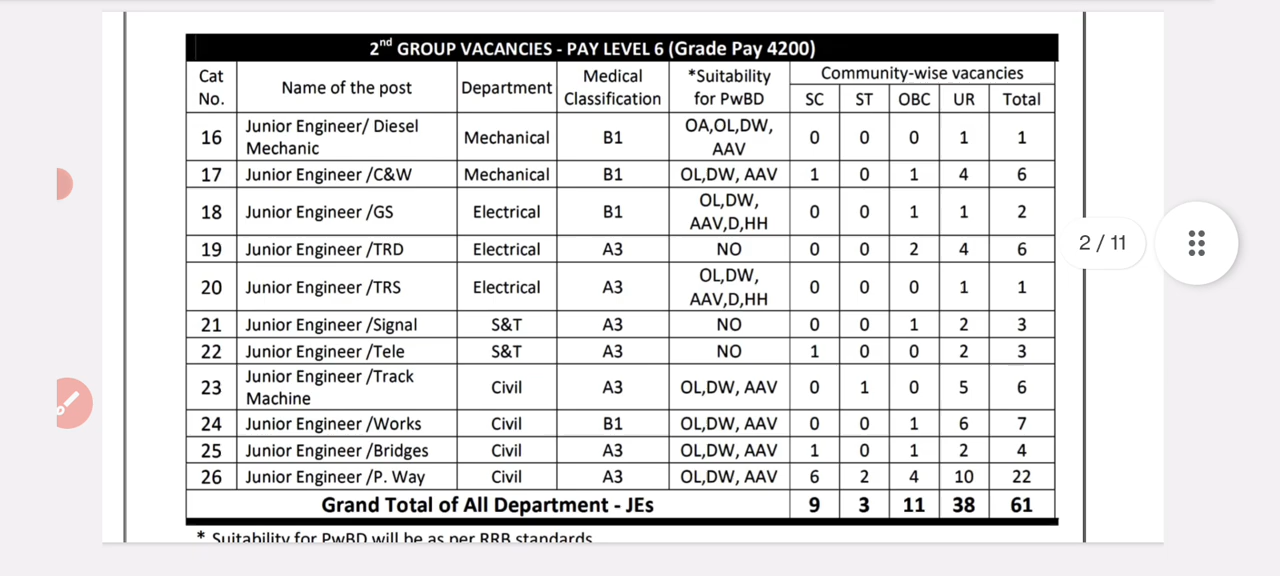 2nd GROUP VACANCIES - PAY LEVEL 6 (Grade Pay 4200)
Cat No. Name of the post Department Medical Classification *Suitability for PwBD Community-wise vacancies
SC ST OBC UR Total
16 Junior Engineer/ Diesel Mechanic Mechanical B1 OA,OL,DW, AAV 0 0 0 1 1
17 Junior Engineer /C&W Mechanical B1 OL,DW, AAV 1 0 1 4 6
18 Junior Engineer /GS Electrical B1 OL,DW, AAV,D,HH 0 0 1 1 2
19 Junior Engineer /TRD Electrical A3 NO 0 0 2 4 6
20 Junior Engineer /TRS Electrical A3 OL,DW, AAV,D,HH 0 0 0 1 1
21 Junior Engineer /Signal S&T A3 NO 0 0 1 2 3
22 Junior Engineer /Tele S&T A3 NO 1 0 0 2 3
23 Junior Engineer /Track Machine Civil A3 OL,DW, AAV 0 1 0 5 6
24 Junior Engineer /Works Civil B1 OL,DW, AAV 0 0 1 6 7
25 Junior Engineer /Bridges Civil A3 OL,DW, AAV 1 0 1 2 4
26 Junior Engineer /P. Way Civil A3 OL,DW, AAV 6 2 4 10 22
Grand Total of All Department - JEs 9 3 11 38 61
* Suitability for PwBD will be as per RRB standards
2 / 11